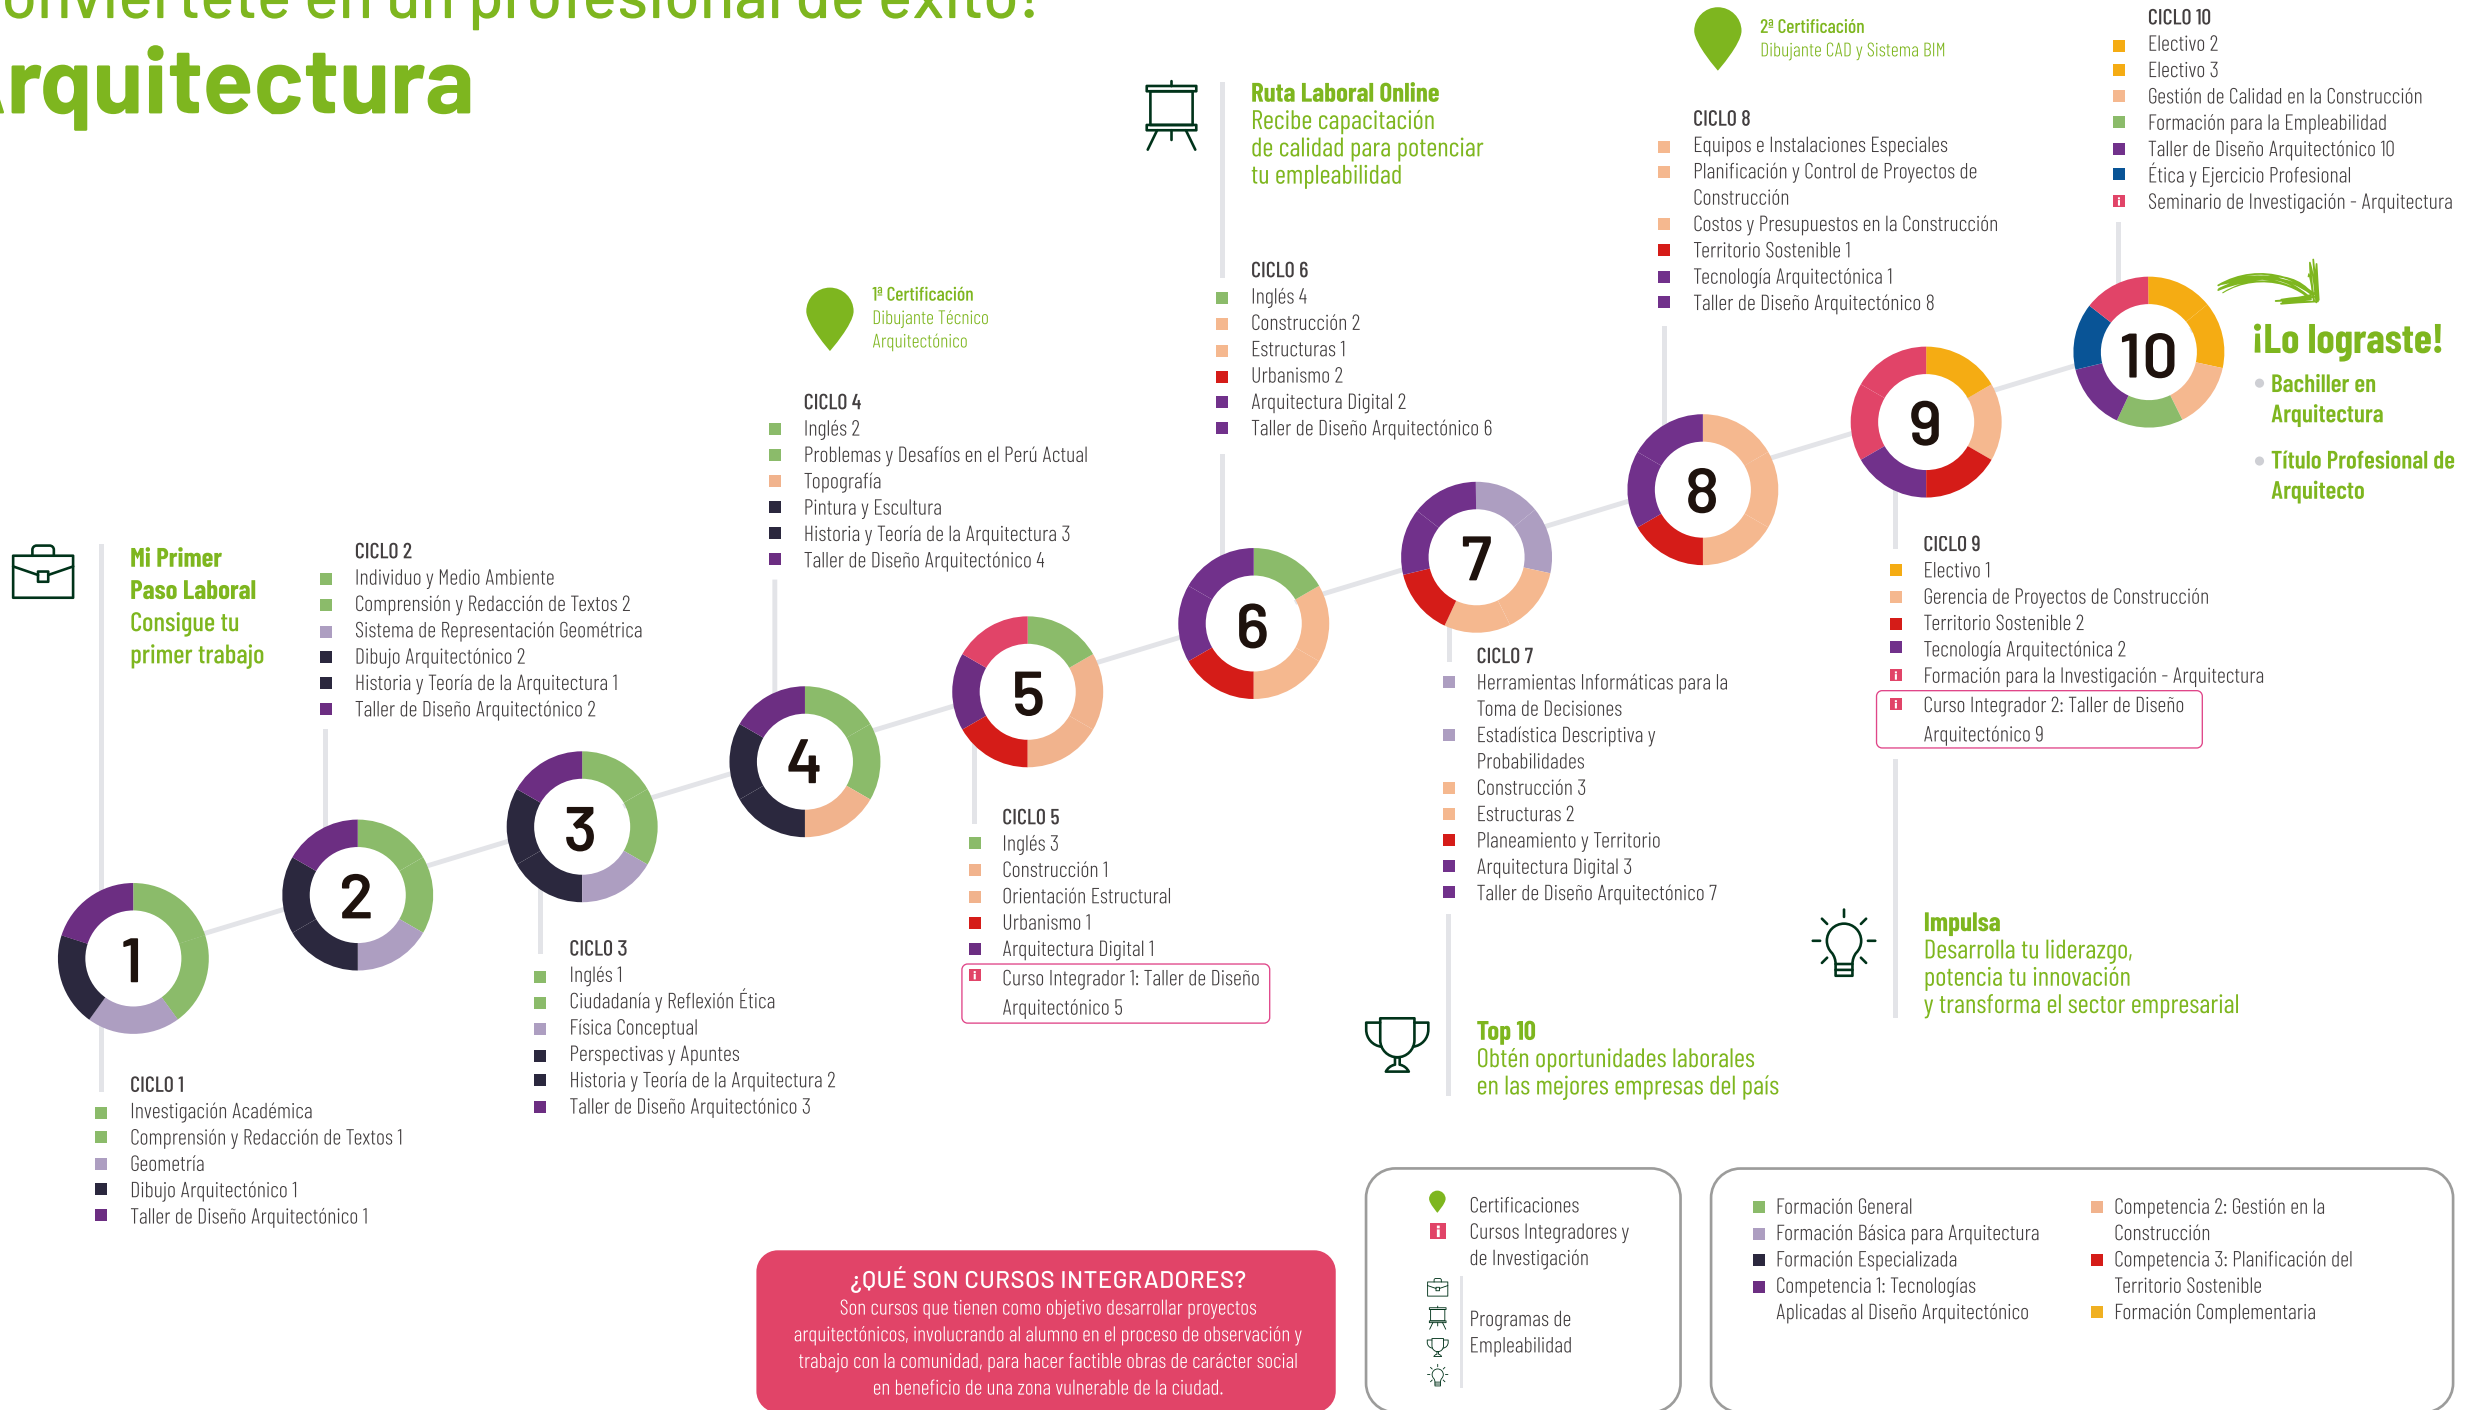 onviértete en un profesional de éxito!
Arquitectura
Mi Primer
Paso Laboral
Consigue tu
primer trabajo
1
CICLO 1
Investigación Académica
Comprensión y Redacción de Textos 1
Geometría
Dibujo Arquitectónico 1
Taller de Diseño Arquitectónico 1
CICLO 2
Individuo y Medio Ambiente
Comprensión y Redacción de Textos 2
Sistema de Representación Geométrica
Dibujo Arquitectónico 2
Historia y Teoría de la Arquitectura 1
Taller de Diseño Arquitectónico 2
2
3
CICLO 3
Inglés 1
Ciudadanía y Reflexión Ética
Física Conceptual
Perspectivas y Apuntes
Historia y Teoría de la Arquitectura 2
Taller de Diseño Arquitectónico 3
1ª Certificación
Dibujante Técnico
Arquitectónico
CICLO 4
Inglés 2
Problemas y Desafíos en el Perú Actual
Topografía
Pintura y Escultura
Historia y Teoría de la Arquitectura 3
Taller de Diseño Arquitectónico 4
4
5
CICLO 5
Inglés 3
Construcción 1
Orientación Estructural
Urbanismo 1
Arquitectura Digital 1
i Curso Integrador 1: Taller de Diseño
Arquitectónico 5
Ruta Laboral Online
Recibe capacitación
de calidad para potenciar
tu empleabilidad
CICLO 6
Inglés 4
Construcción 2
Estructuras 1
Urbanismo 2
Arquitectura Digital 2
Taller de Diseño Arquitectónico 6
6
7
CICLO 7
Herramientas Informáticas para la
Toma de Decisiones
Estadística Descriptiva y
Probabilidades
Construcción 3
Estructuras 2
Planeamiento y Territorio
Arquitectura Digital 3
Taller de Diseño Arquitectónico 7
Top 10
Obtén oportunidades laborales
en las mejores empresas del país
2ª Certificación
Dibujante CAD y Sistema BIM
CICLO 8
Equipos e Instalaciones Especiales
Planificación y Control de Proyectos de
Construcción
Costos y Presupuestos en la Construcción
Territorio Sostenible 1
Tecnología Arquitectónica 1
Taller de Diseño Arquitectónico 8
8
9
CICLO 9
Electivo 1
Gerencia de Proyectos de Construcción
Territorio Sostenible 2
Tecnología Arquitectónica 2
i Formación para la Investigación - Arquitectura
i Curso Integrador 2: Taller de Diseño
Arquitectónico 9
Impulsa
Desarrolla tu liderazgo,
potencia tu innovación
y transforma el sector empresarial
CICLO 10
Electivo 2
Electivo 3
Gestión de Calidad en la Construcción
Formación para la Empleabilidad
Taller de Diseño Arquitectónico 10
Ética y Ejercicio Profesional
i Seminario de Investigación - Arquitectura
10
¡Lo lograste!
• Bachiller en
Arquitectura
• Título Profesional de
Arquitecto
¿QUÉ SON CURSOS INTEGRADORES?
Son cursos que tienen como objetivo desarrollar proyectos
arquitectónicos, involucrando al alumno en el proceso de observación y
trabajo con la comunidad, para hacer factible obras de carácter social
en beneficio de una zona vulnerable de la ciudad.
Certificaciones
i Cursos Integradores y
de Investigación
Programas de
Empleabilidad
Formación General
Formación Básica para Arquitectura
Formación Especializada
Competencia 1: Tecnologías
Aplicadas al Diseño Arquitectónico
Competencia 2: Gestión en la
Construcción
Competencia 3: Planificación del
Territorio Sostenible
Formación Complementaria